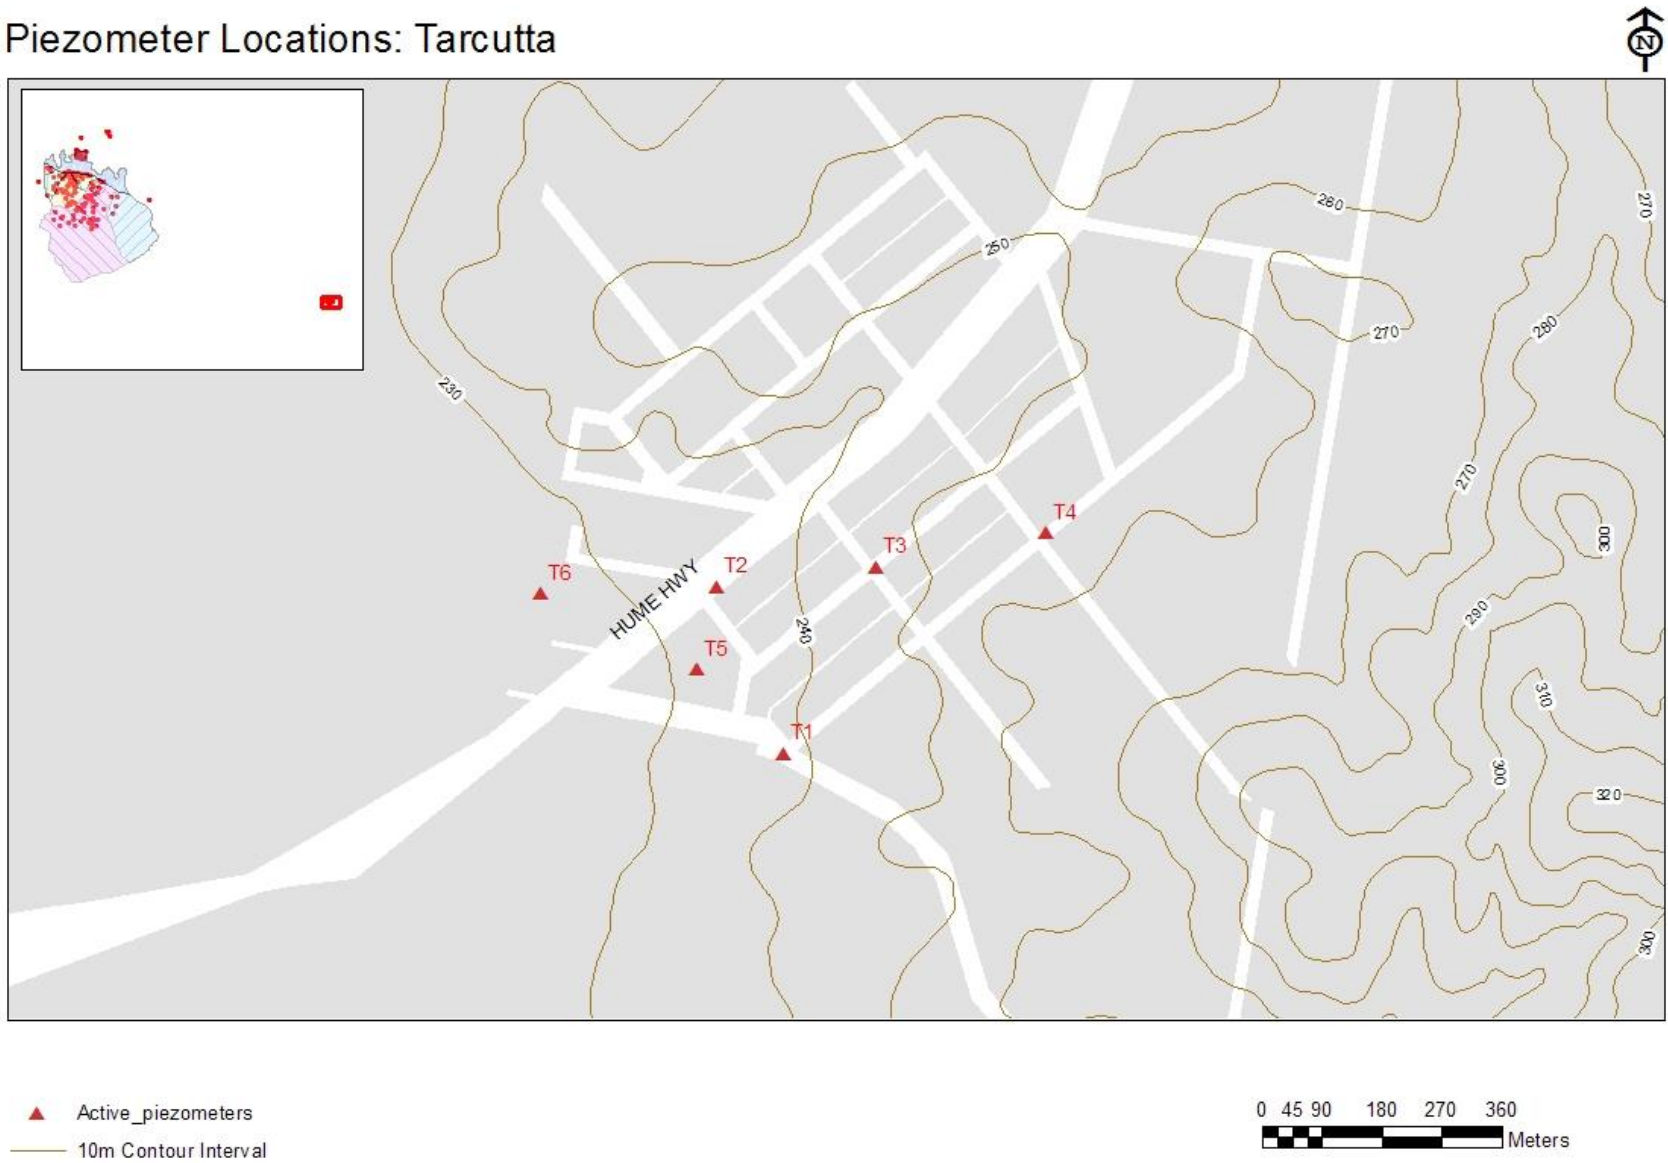 Piezometer Locations: Tarcutta
N
260
270
250
280
270
230
270
T4
300
T3
HUME HWY
T2
T6
290
240
T5
310
T1
300
320
300
Active_piezometers
10m Contour Interval
0 45 90 180 270 360
Meters